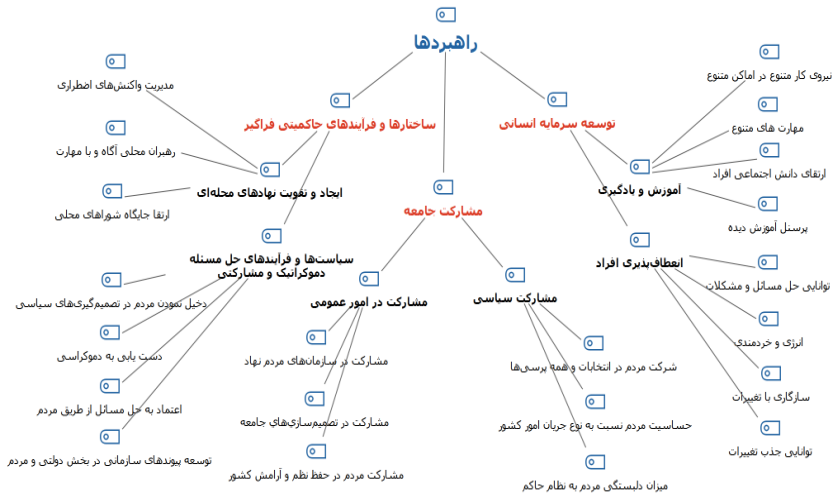 راهبردها
توسعه سرمایه انسانی
آموزش و یادگیری
نیروی کار متنوع در اماکن متنوع
مهارت های متنوع
ارتقای دانش اجتماعی افراد
پرسنل آموزش دیده
انعطاف‌پذیری افراد
توانایی حل مسائل و مشکلات
انرژی و خردمندی
سازگاری با تغییرات
توانایی جذب تغییرات
مشارکت جامعه
مشارکت سیاسی
شرکت مردم در انتخابات و همه پرسی‌ها
حساسیت مردم نسبت به نوع جریان امور کشور
میزان دلبستگی مردم به نظام حاکم
مشارکت در امور عمومی
مشارکت در سازمان‌های مردم نهاد
مشارکت در تصمیم‌سازی‌های جامعه
مشارکت مردم در حفظ نظم و آرامش کشور
ساختارها و فرآیندهای حاکمیتی فراگیر
ایجاد و تقویت نهادهای محله‌ای
مدیریت واکنش‌های اضطراری
رهبران محلی آگاه و با مهارت
ارتقا جایگاه شوراهای محلی
سیاست‌ها و فرآیندهای حل مسئله
دموکراتیک و مشارکتی
دخیل نمودن مردم در تصمیم‌گیری‌های سیاسی
دست یابی به دموکراسی
اعتماد به حل مسائل از طریق مردم
توسعه پیوندهای سازمانی در بخش دولتی و مردم